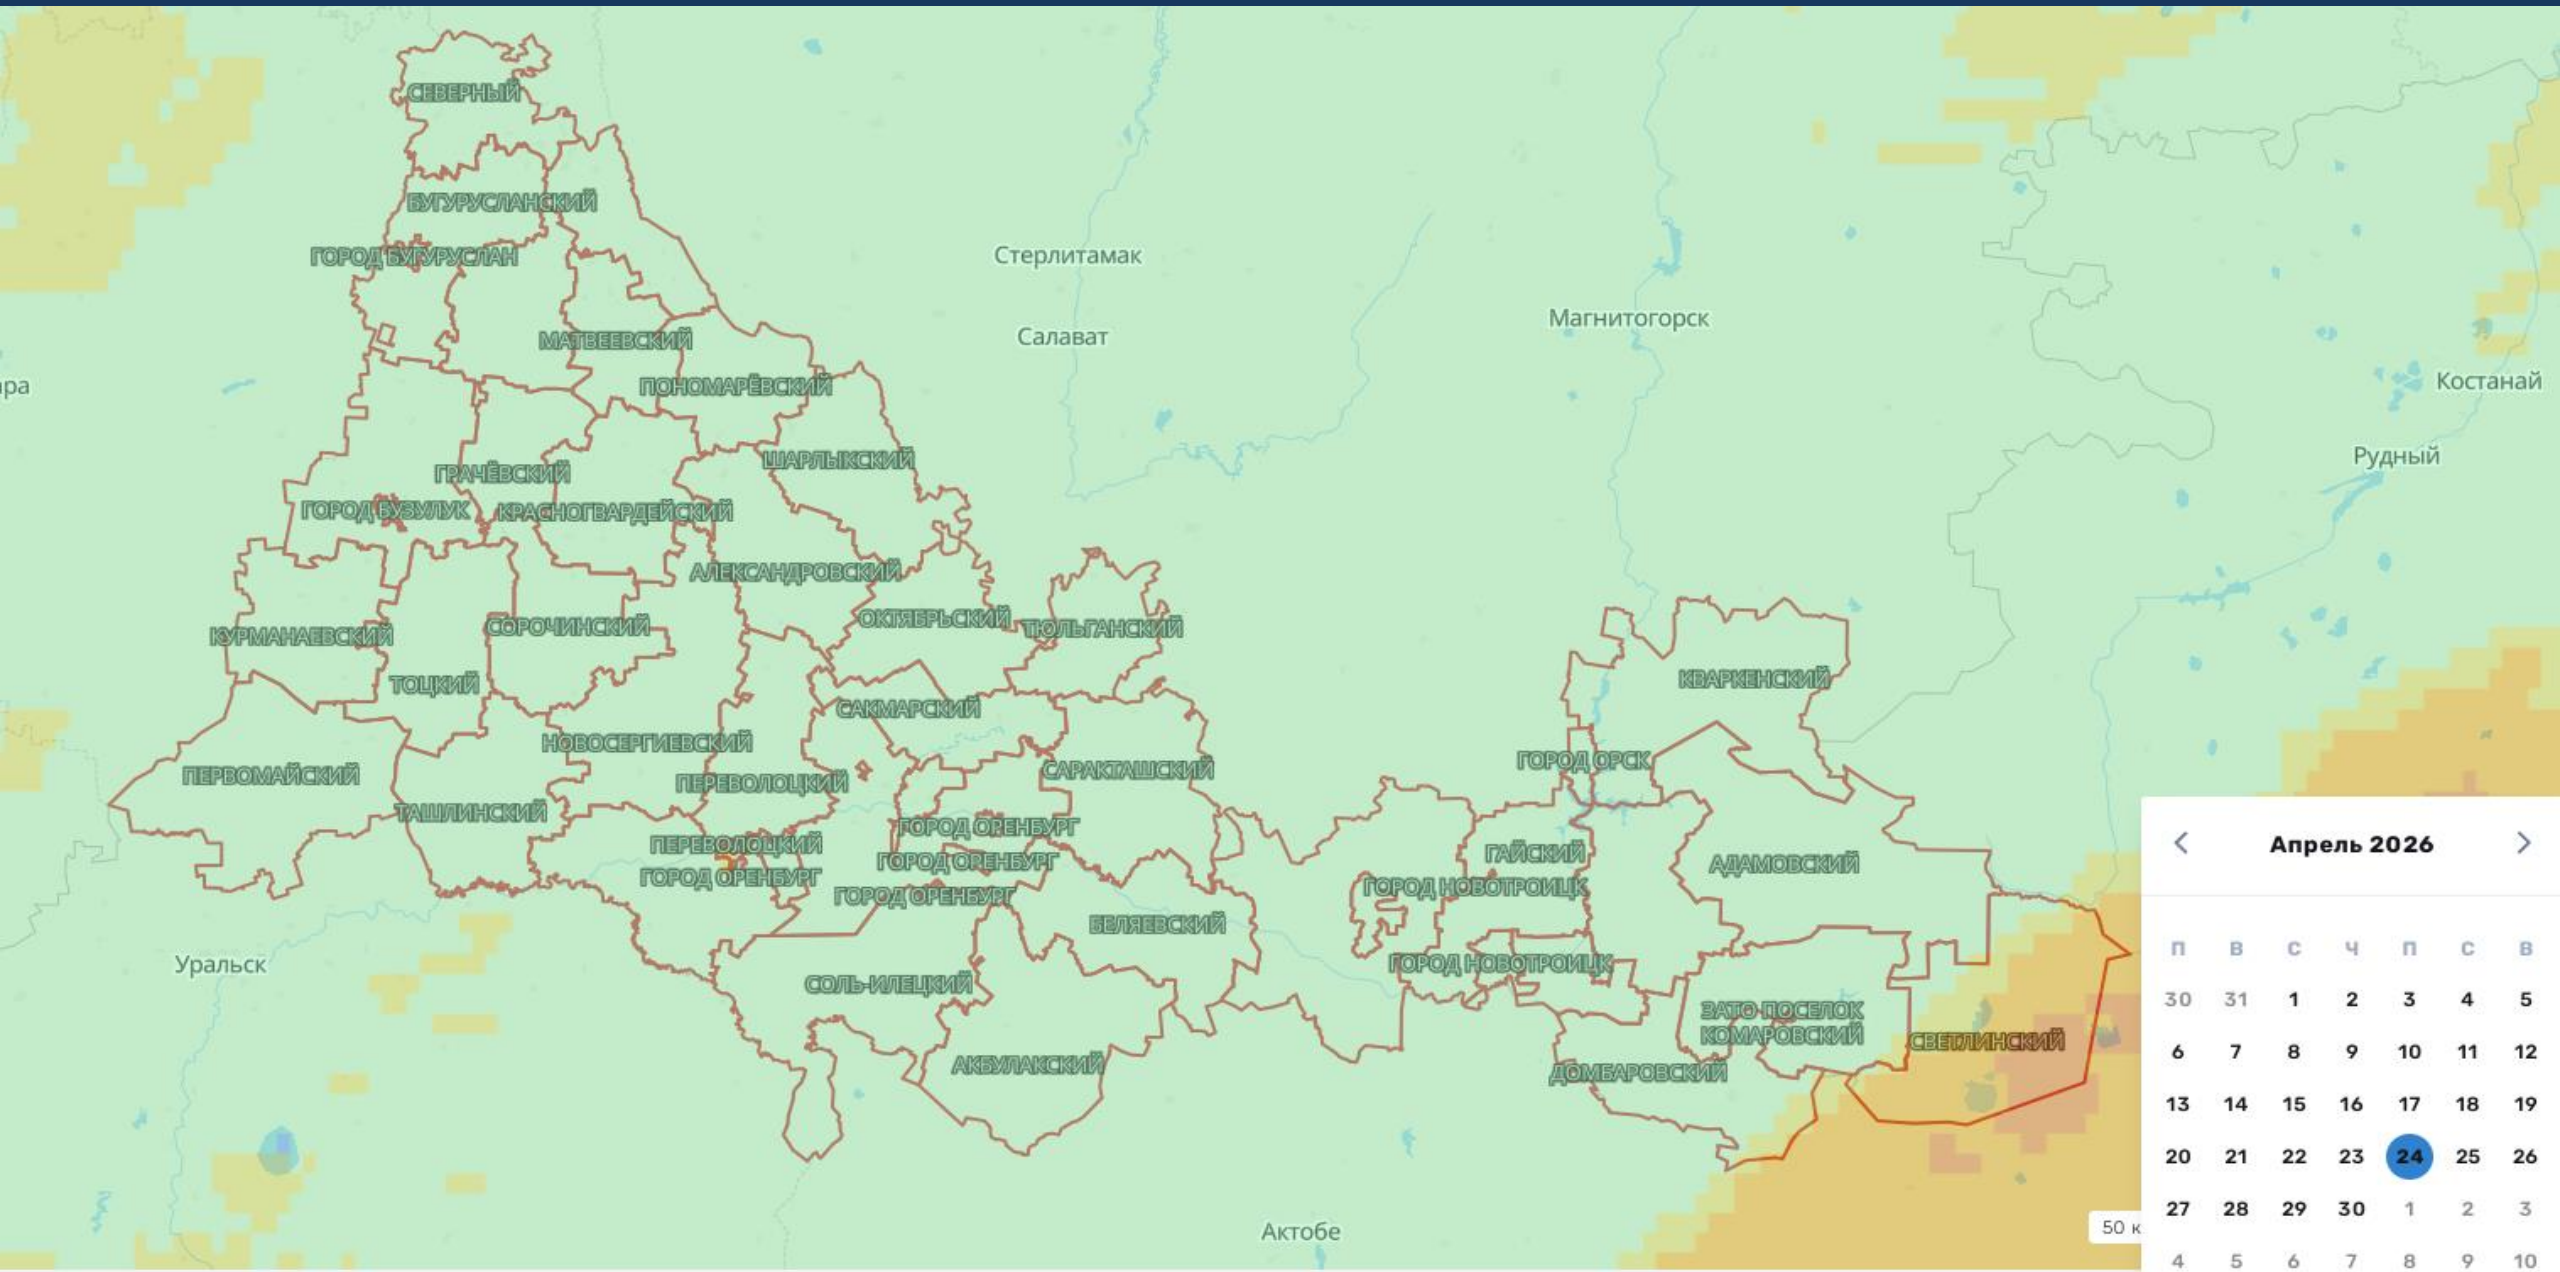 СЕВЕРНЫЙ
БУГУРУСЛАНСКИЙ
ГОРОД БУГУРУСЛАН
Стерлитамак
Магнитогорск
Салават
МАТВЕЕВСКИЙ
ара
ПОНОМАРЁВСКИЙ
Костанай
Рудный
ШАРЛЫКСКИЙ
ГРАЧЁВСКИЙ
ГОРОД БУЗУЛУК
КРАСНОГВАРДЕЙСКИЙ
АЛЕКСАНДРОВСКИЙ
ОКТЯБРЬСКИЙ
ТЮЛЬГАНСКИЙ
КУРМАНАЕВСКИЙ
СОРОЧИНСКИЙ
ТОЦКИЙ
КВАРКЕНСКИЙ
САКМАРСКИЙ
НОВОСЕРГИЕВСКИЙ
ГОРОД ОРСК
ПЕРВОМАЙСКИЙ
ПЕРЕВОЛОЦКИЙ
САРАКТАШСКИЙ
ТАШЛИНСКИЙ
ГОРОД ОРЕНБУРГ
ПЕРЕВОЛОЦКИЙ
ГОРОД ОРЕНБУРГ
ГОРОД ОРЕНБУРГ
ГОРОД ОРЕНБУРГ
ГАЙСКИЙ
АДАМОВСКИЙ
ГОРОД НОВОТРОИЦК
БЕЛЯЕВСКИЙ
Уральск
СОЛЬ-ИЛЕЦКИЙ
ГОРОД НОВОТРОИЦК
ЗАТО ПОСЕЛОК
КОМАРОВСКИЙ
СВЕТЛИНСКИЙ
АКБУЛАКСКИЙ
ДОМБАРОВСКИЙ
Актобе
50 к
Апрель 2026
П В С Ч П С В
30 31 1 2 3 4 5
6 7 8 9 10 11 12
13 14 15 16 17 18 19
20 21 22 23 24 25 26
27 28 29 30 1 2 3
4 5 6 7 8 9 10